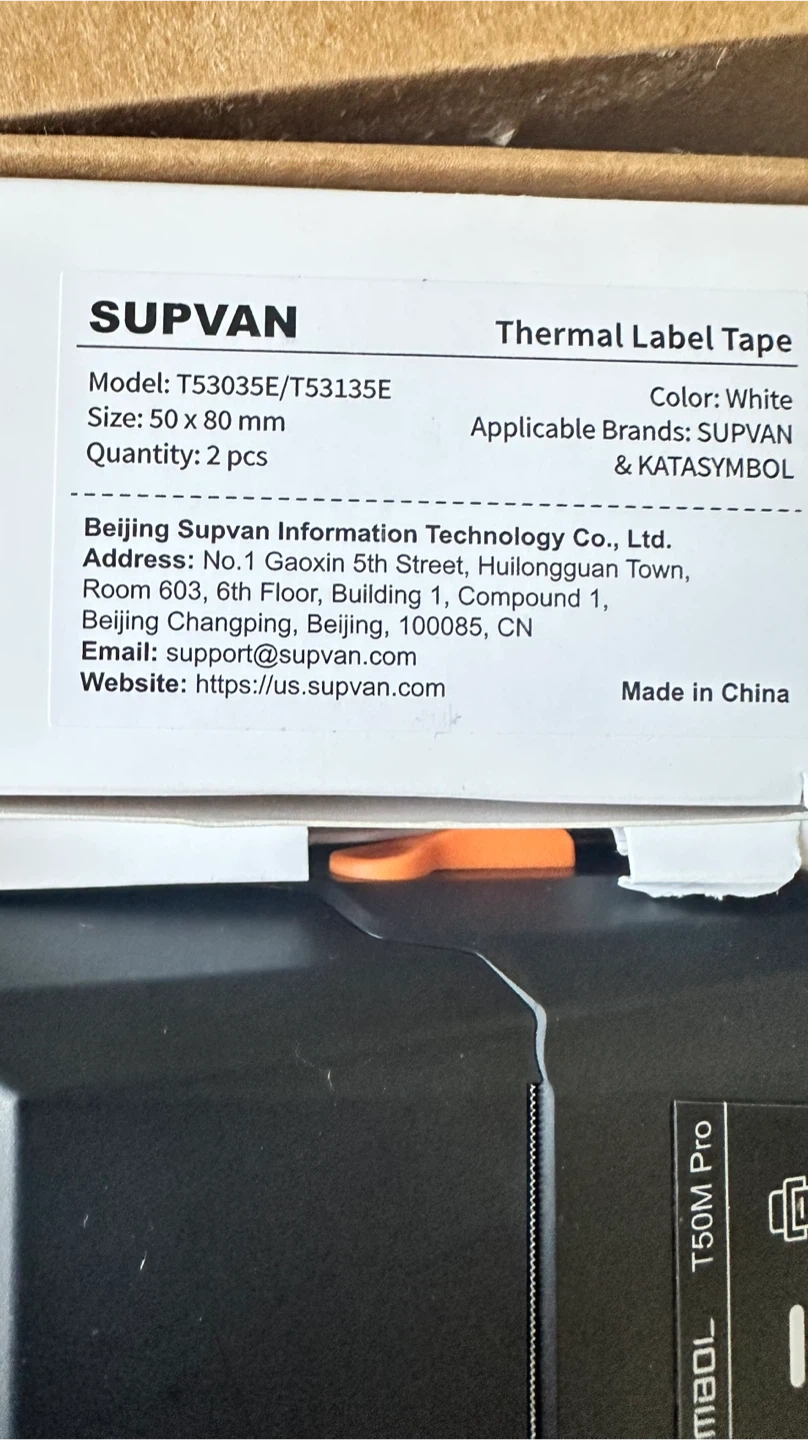 SUPVAN
Thermal Label Tape
Model: T53035E/T53135E
Size: 50 x 80 mm
Quantity: 2 pcs
Color: White
Applicable Brands: SUPVAN
& KATASYMBOL
Beijing Supvan Information Technology Co., Ltd.
Address: No.1 Gaoxin 5th Street, Huilongguan Town,
Room 603, 6th Floor, Building 1, Compound 1,
Beijing Changping, Beijing, 100085, CN
Email: support@supvan.com
Website: https://us.supvan.com
Made in China
MBOL T50M Pro